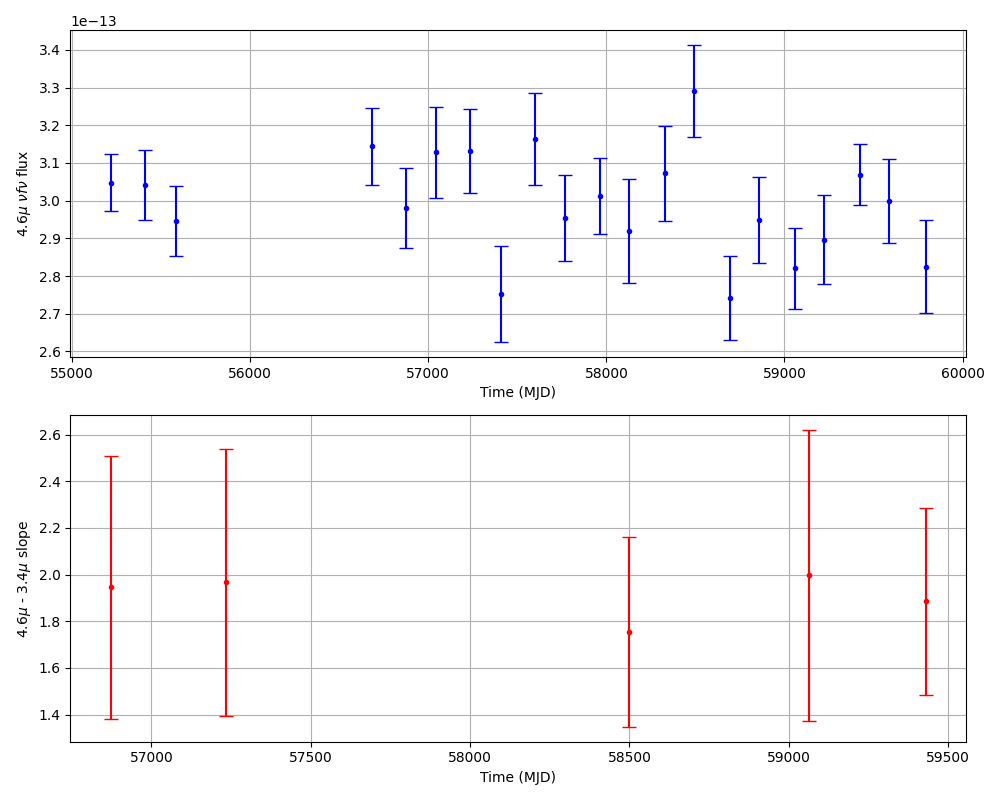 1e−13
3.4
3.3
3.2
3.1
3.0
2.9
2.8
2.7
2.6
4.6μ νfν flux
55000 56000 57000 58000 59000 60000
Time (MJD)
2.6
2.4
2.2
2.0
1.8
1.6
1.4
4.6μ - 3.4μ slope
57000 57500 58000 58500 59000 59500
Time (MJD)